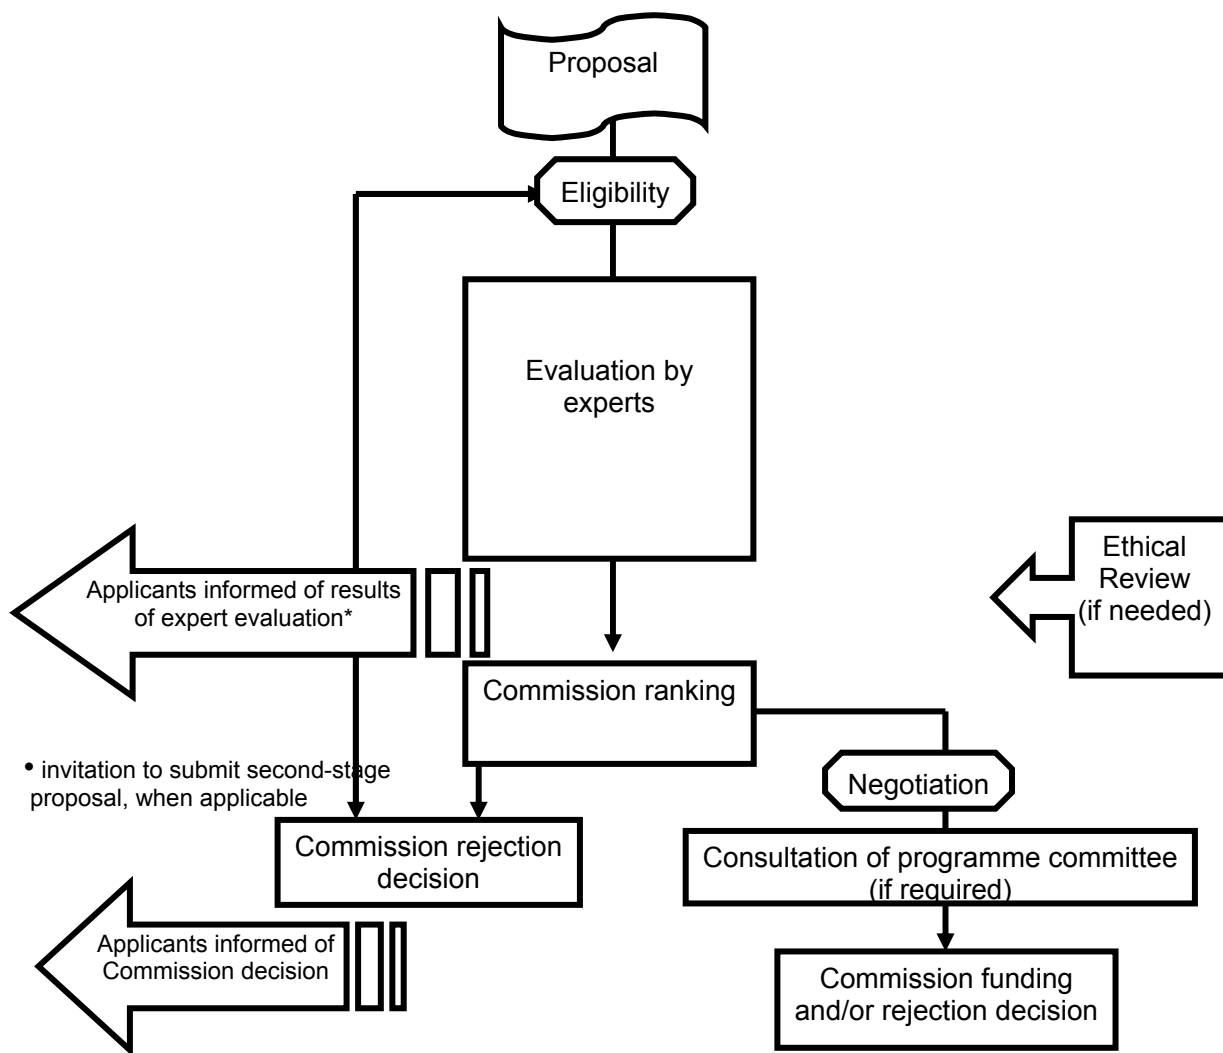 Proposal
Eligibility
Evaluation by
experts
Ethical
Review
(if needed)
Applicants informed of results
of expert evaluation*
Commission ranking
• invitation to submit second-stage
proposal, when applicable
Negotiation
Commission rejection
decision
Consultation of programme committee
(if required)
Applicants informed of
Commission decision
Commission funding
and/or rejection decision